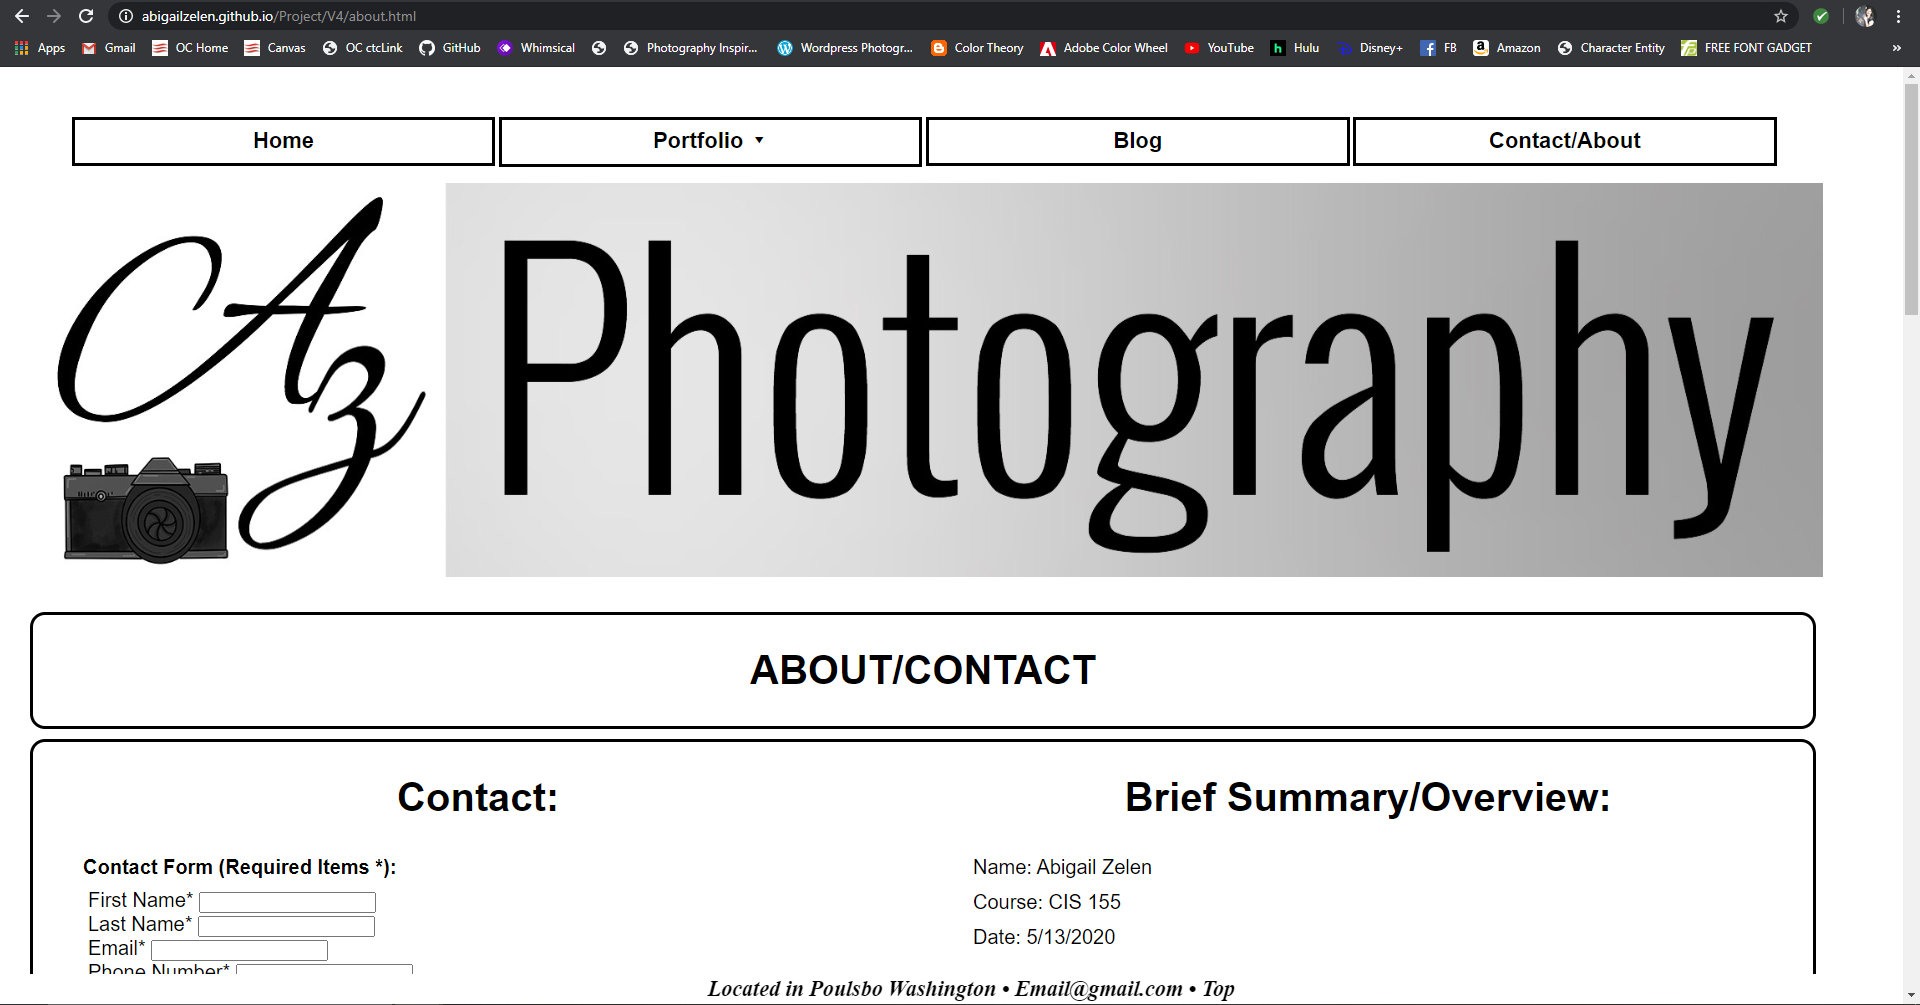 abigailzelen.github.io/Project/V4/about.html
Apps Gmail OC Home Canvas OC ctcLink GitHub Whimsical Photography Inspir... Wordpress Photogr... Color Theory Adobe Color Wheel YouTube Hulu Disney+ FB Amazon Character Entity FREE FONT GADGET »
Home Portfolio ▾ Blog Contact/About
AZ Photography
ABOUT/CONTACT
Contact:
Contact Form (Required Items *):
First Name*
Last Name*
Email*
Phone Number*
Brief Summary/Overview:
Name: Abigail Zelen
Course: CIS 155
Date: 5/13/2020
Located in Poulsbo Washington • Email@gmail.com • Top